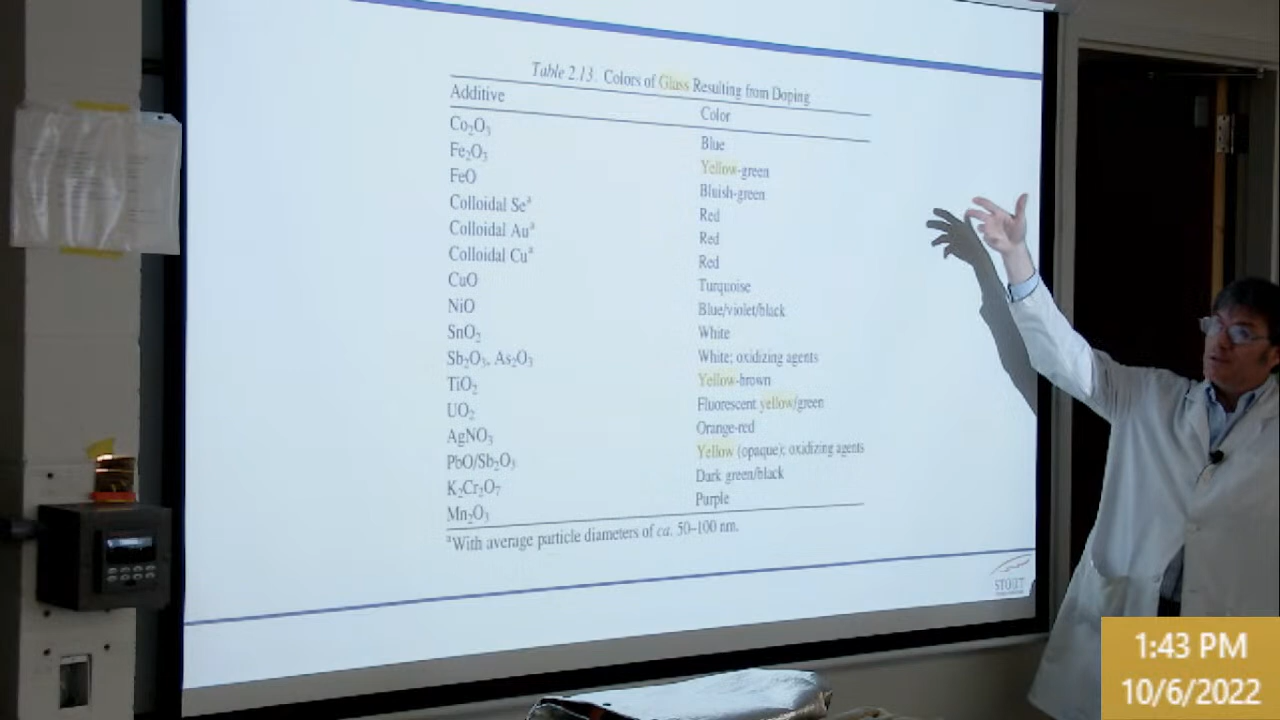 Table 2.13. Colors of Glass Resulting from Doping
Additive Color
Co₂O₃ Blue
Fe₂O₃ Yellow-green
FeO Bluish-green
Colloidal Seᵃ Red
Colloidal Auᵃ Red
Colloidal Cuᵃ Red
CuO Turquoise
NiO Blue/violet/black
SnO₂ White
Sb₂O₃, As₂O₃ White; oxidizing agents
TiO₂ Yellow-brown
UO₂ Fluorescent yellow/green
AgNO₃ Orange-red
PbO/Sb₂O₃ Yellow (opaque); oxidizing agents
K₂Cr₂O₇ Dark green/black
Mn₂O₃ Purple
ᵃWith average particle diameters of ca. 50–100 nm.
STOUT
1:43 PM
10/6/2022